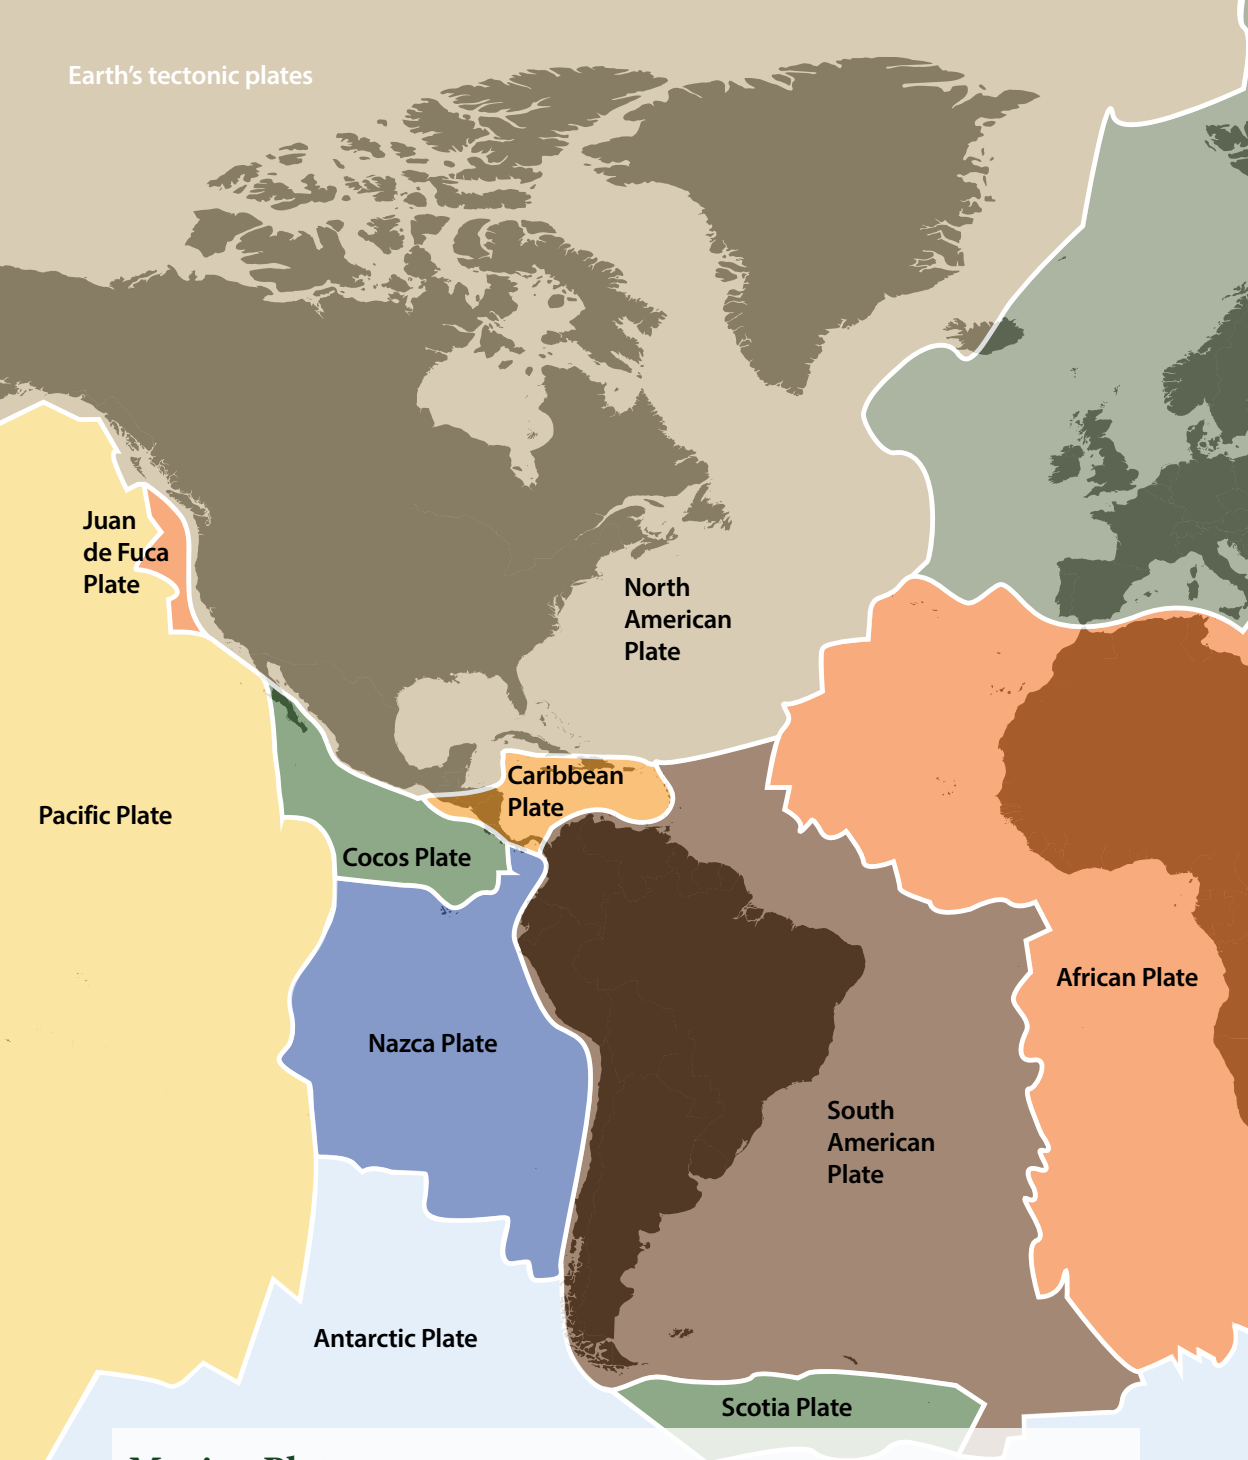 Earth's tectonic plates
Juan
de Fuca
Plate
North
American
Plate
Caribbean
Plate
Pacific Plate
Cocos Plate
African Plate
Nazca Plate
South
American
Plate
Antarctic Plate
Scotia Plate